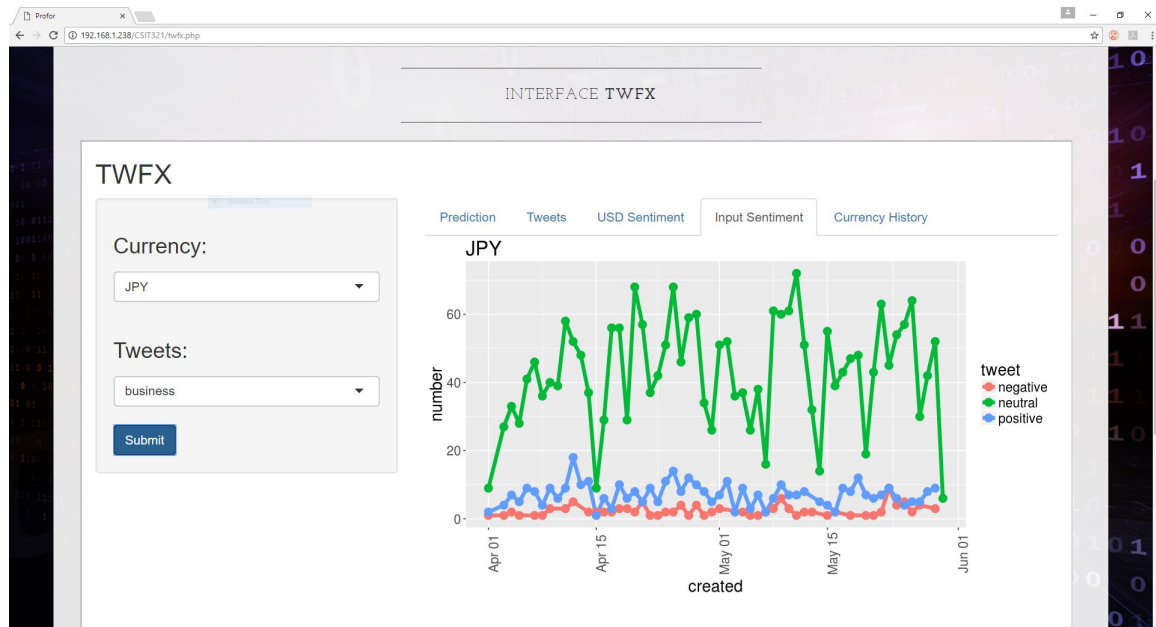 Profor
192.168.1.238/CSIT321/twfx.php
INTERFACE TWFX
TWFX
Window Snip
Currency:
JPY
Tweets:
business
Submit
Prediction Tweets USD Sentiment Input Sentiment Currency History
JPY
number
60
40
20
0
Apr 01 Apr 15 May 01 May 15 Jun 01
created
tweet
negative
neutral
positive